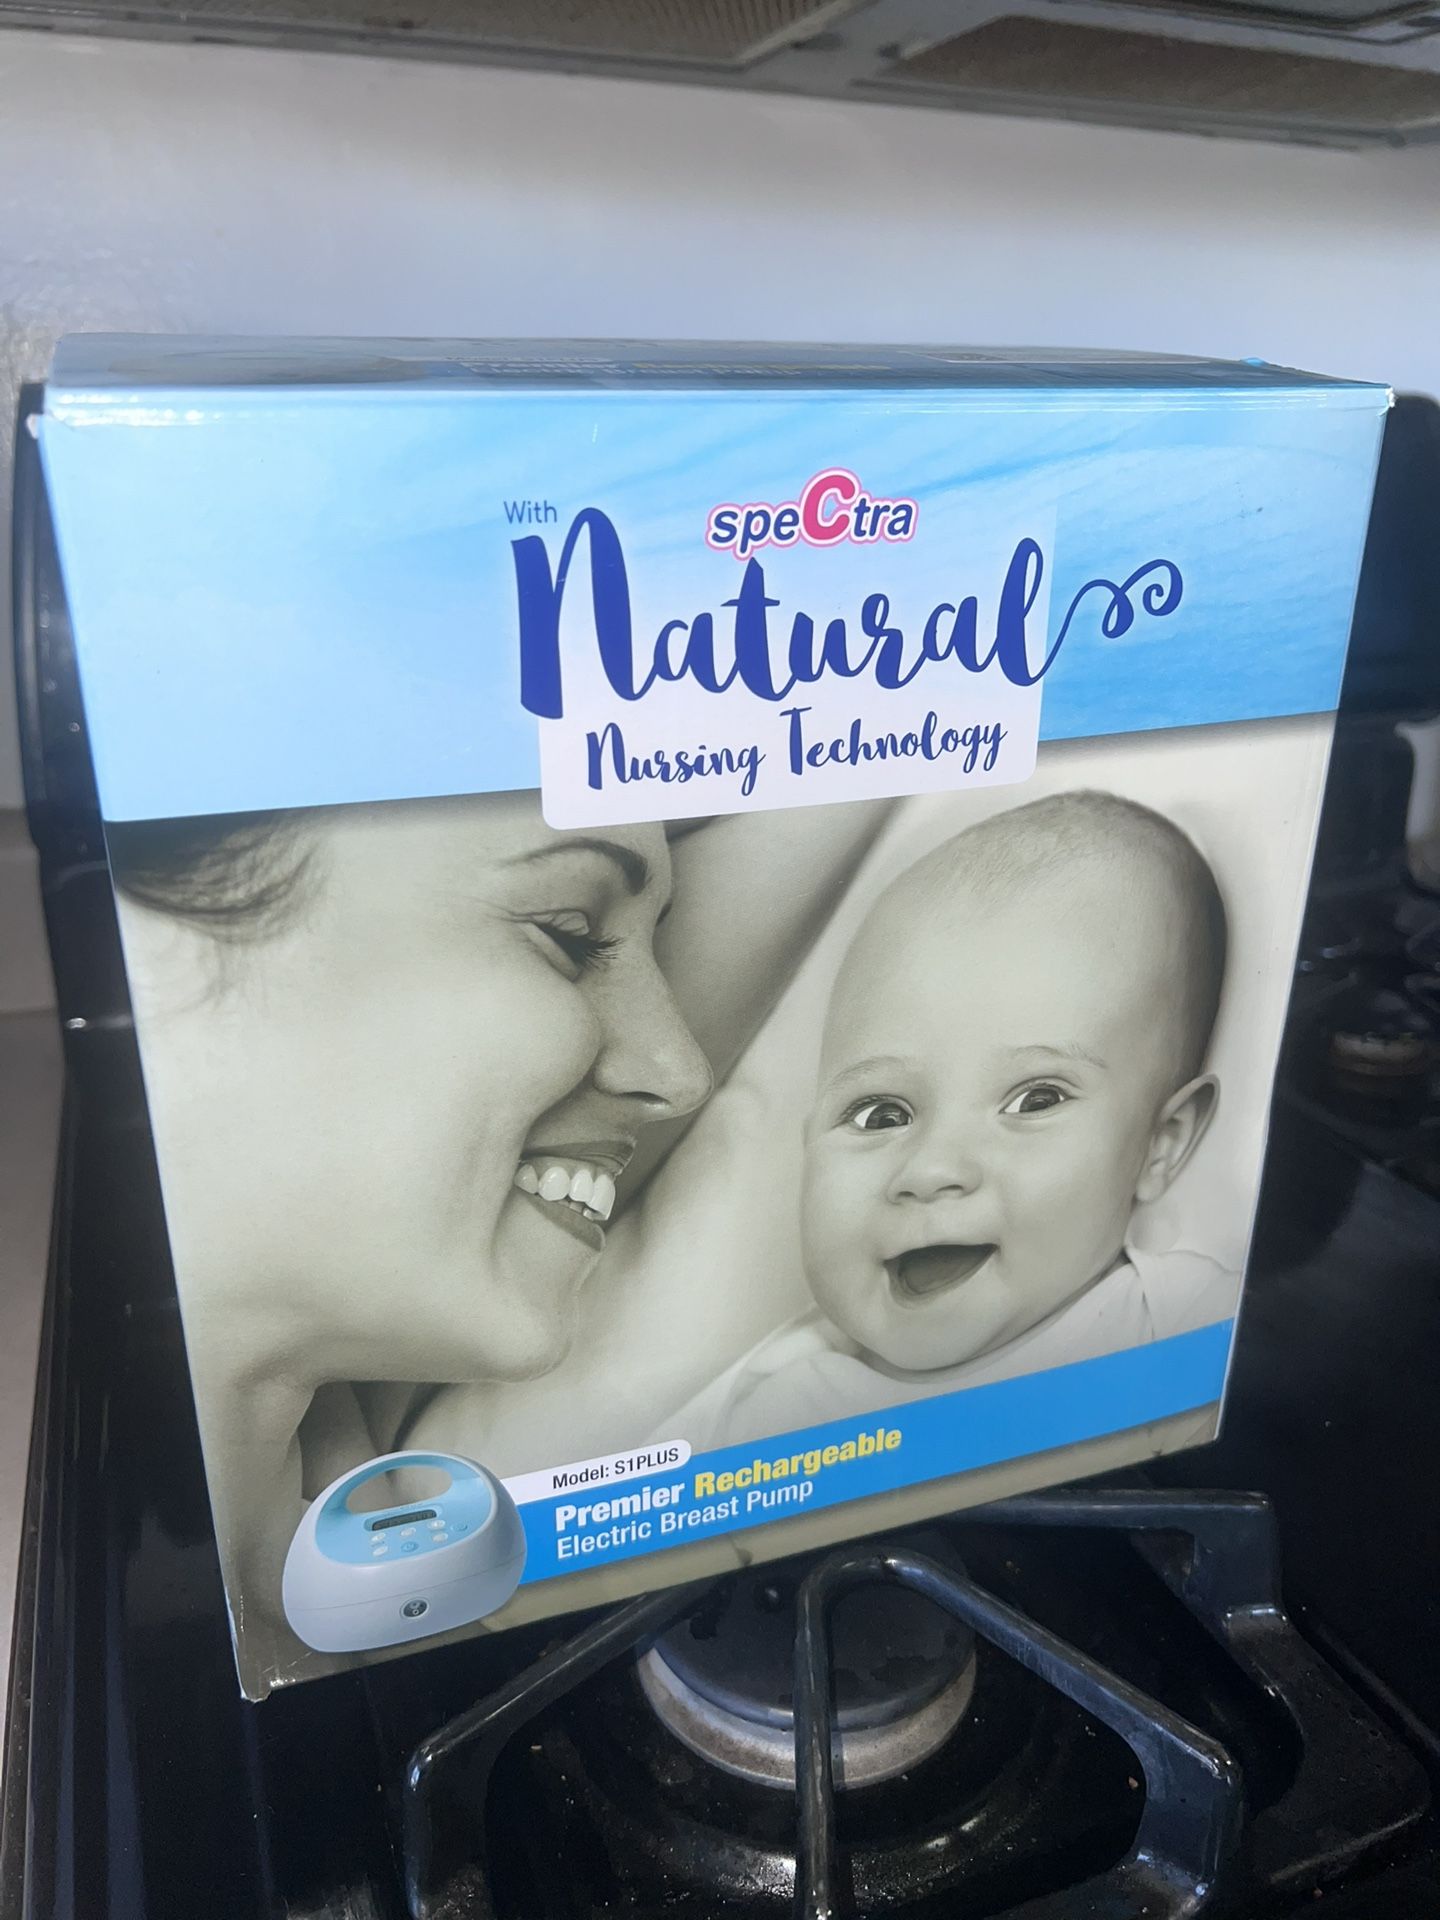 With
speCtra
Natural
Nursing Technology
Model: S1PLUS
Premier Rechargeable
Electric Breast Pump